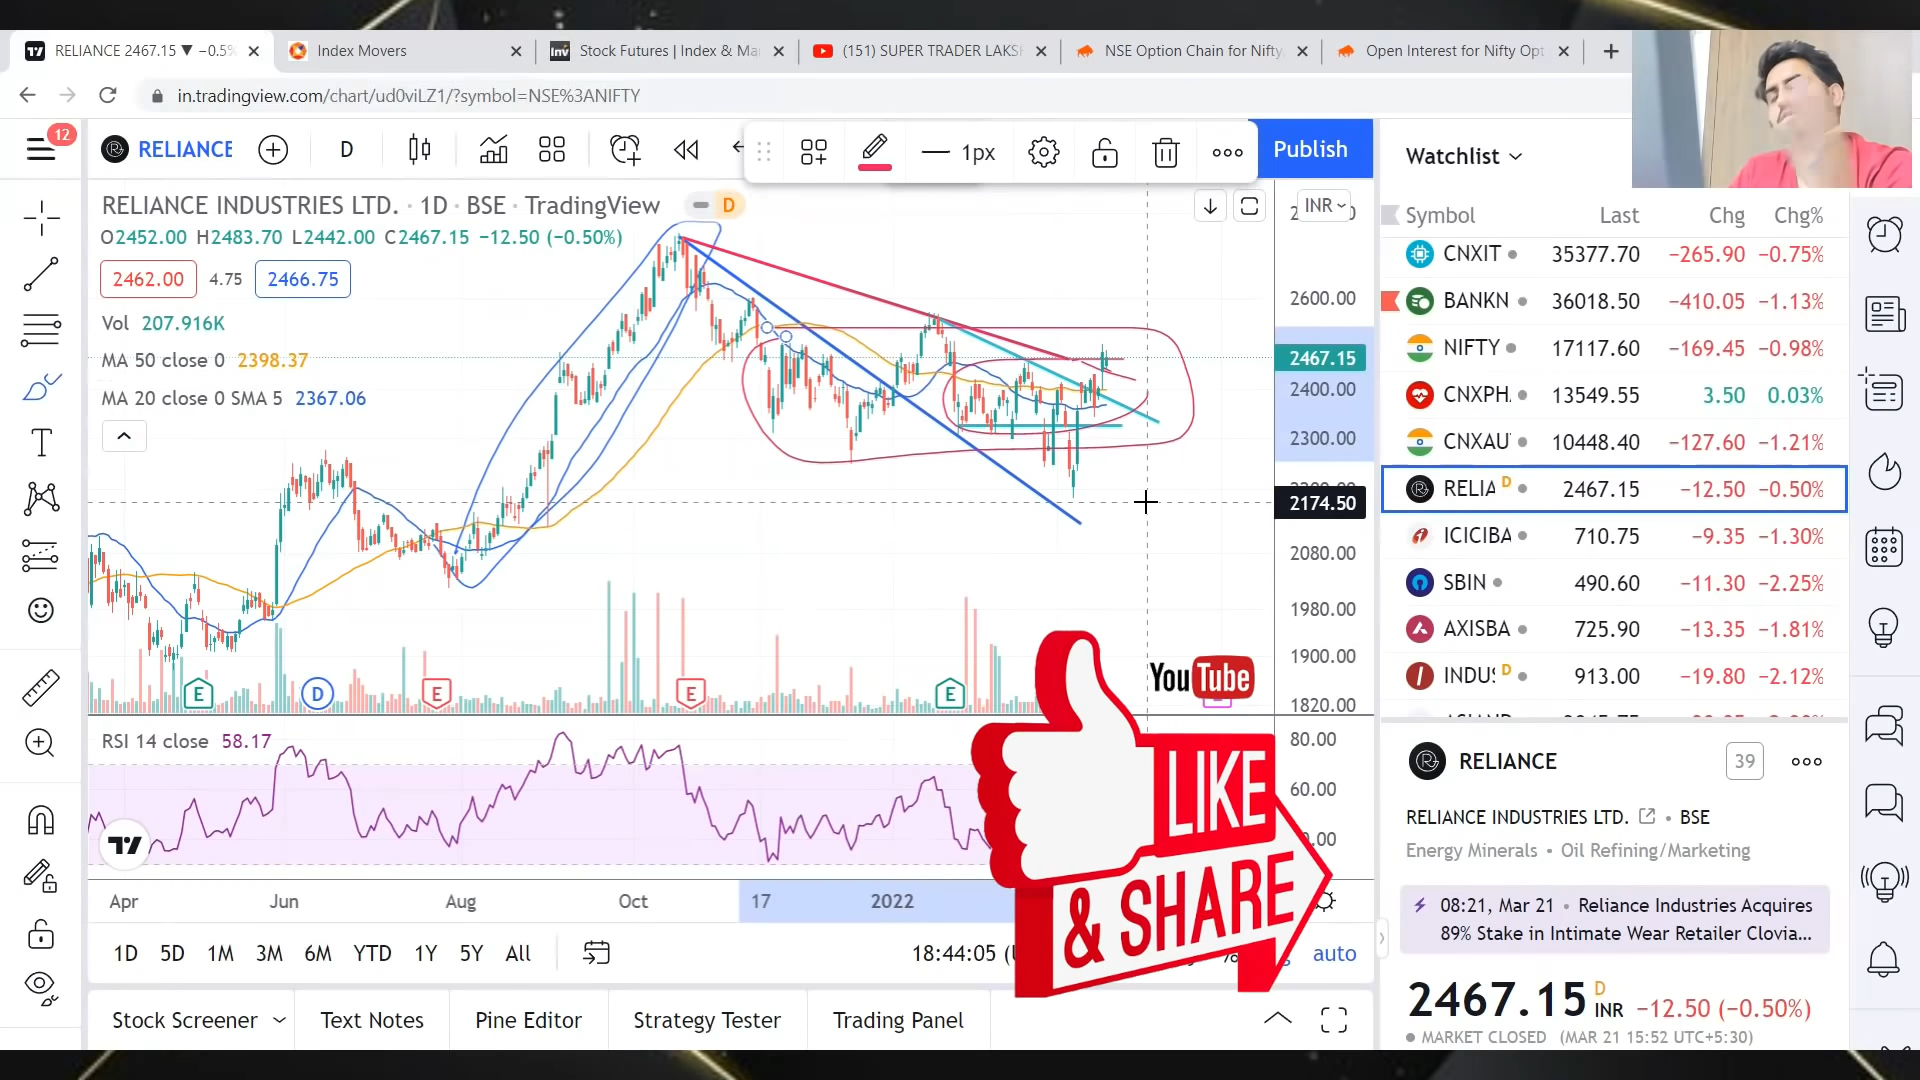 RELIANCE 2467.15 ▼ −0.5%
Index Movers
Stock Futures | Index & Ma
(151) SUPER TRADER LAKSH
NSE Option Chain for Nifty,
Open Interest for Nifty Opt
in.tradingview.com/chart/ud0viLZ1/?symbol=NSE%3ANIFTY
12
RELIANCE
D
1px
Publish
Watchlist
RELIANCE INDUSTRIES LTD. · 1D · BSE · TradingView
D
INR
O2452.00 H2483.70 L2442.00 C2467.15 −12.50 (−0.50%)
2462.00 4.75 2466.75
Vol 207.916K
MA 50 close 0 2398.37
MA 20 close 0 SMA 5 2367.06
2600.00
2467.15
2400.00
2300.00
2174.50
2080.00
1980.00
1900.00
1820.00
E
D
E
E
E
YouTube
RSI 14 close 58.17
80.00
60.00
LIKE
& SHARE
Apr Jun Aug Oct 17 2022
1D 5D 1M 3M 6M YTD 1Y 5Y All
18:44:05
auto
Stock Screener Text Notes Pine Editor Strategy Tester Trading Panel
Symbol Last Chg Chg%
CNXIT 35377.70 −265.90 −0.75%
BANKN 36018.50 −410.05 −1.13%
NIFTY 17117.60 −169.45 −0.98%
CNXPH. 13549.55 3.50 0.03%
CNXAU 10448.40 −127.60 −1.21%
RELIA D 2467.15 −12.50 −0.50%
ICICIBA 710.75 −9.35 −1.30%
SBIN 490.60 −11.30 −2.25%
AXISBA 725.90 −13.35 −1.81%
INDUS D 913.00 −19.80 −2.12%
RELIANCE
39
RELIANCE INDUSTRIES LTD. • BSE
Energy Minerals • Oil Refining/Marketing
08:21, Mar 21 • Reliance Industries Acquires
89% Stake in Intimate Wear Retailer Clovia...
2467.15 D INR −12.50 (−0.50%)
MARKET CLOSED (MAR 21 15:52 UTC+5:30)